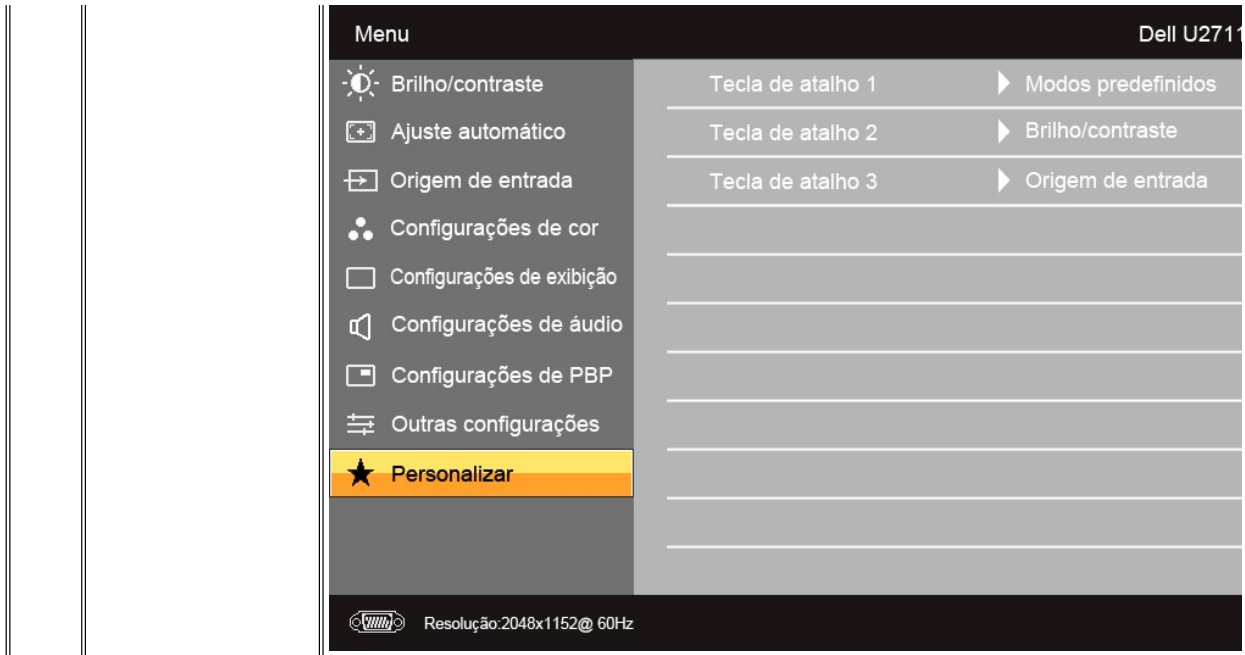 Menu Dell U2711
Brilho/contraste Tecla de atalho 1 Modos predefinidos
Ajuste automático Tecla de atalho 2 Brilho/contraste
Origem de entrada Tecla de atalho 3 Origem de entrada
Configurações de cor
Configurações de exibição
Configurações de áudio
Configurações de PBP
Outras configurações
Personalizar
Resolução:2048x1152@ 60Hz